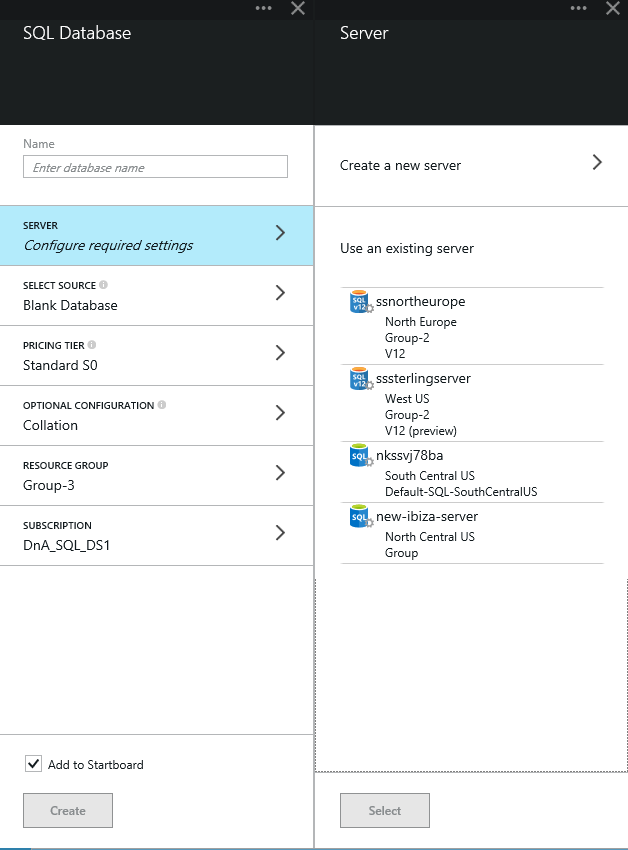 SQL Database
Name
Enter database name
SERVER
Configure required settings
SELECT SOURCE
Blank Database
PRICING TIER
Standard S0
OPTIONAL CONFIGURATION
Collation
RESOURCE GROUP
Group-3
SUBSCRIPTION
DnA_SQL_DS1
Add to Startboard
Create
Server
Create a new server
Use an existing server
SQL
v12
ssnortheurope
North Europe
Group-2
V12
SQL
v12
sssterlingserver
West US
Group-2
V12 (preview)
SQL
nkssvj78ba
South Central US
Default-SQL-SouthCentralUS
SQL
new-ibiza-server
North Central US
Group
Select